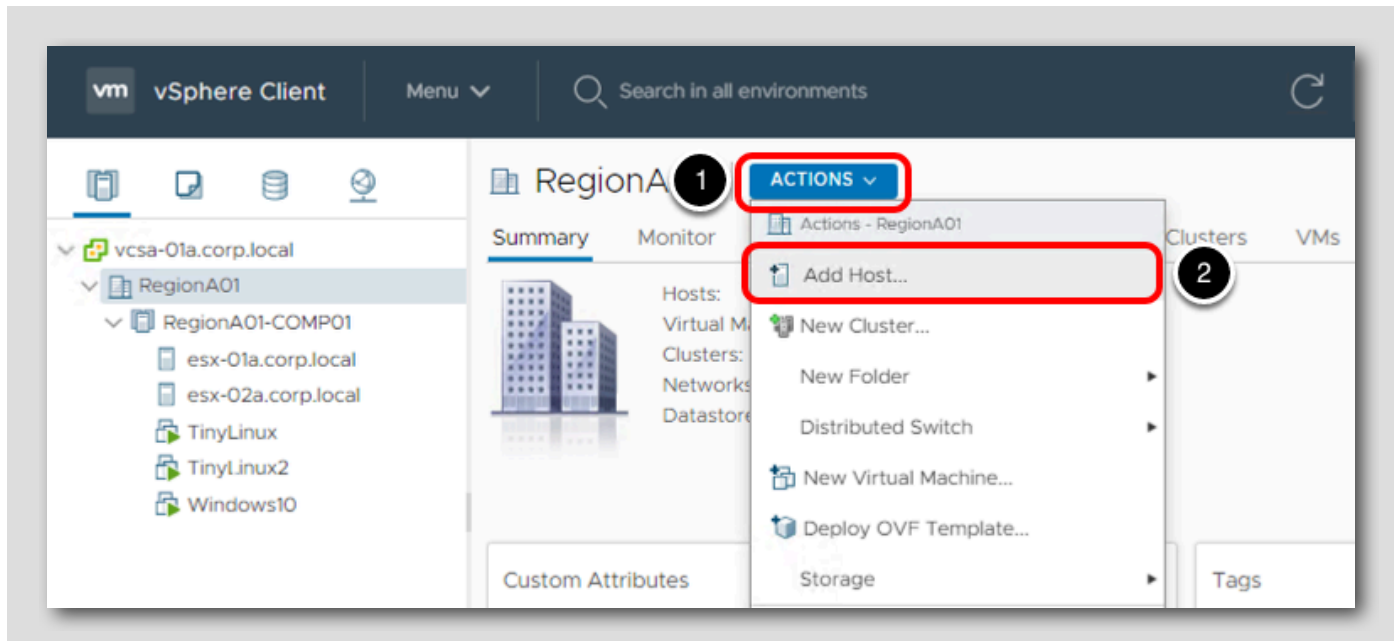 vm vSphere Client Menu Search in all environments
vcsa-01a.corp.local
RegionA01
RegionA01-COMP01
esx-01a.corp.local
esx-02a.corp.local
TinyLinux
TinyLinux2
Windows10
RegionA 1 ACTIONS
Summary Monitor Clusters VMs
Hosts:
Virtual M
Clusters:
Networks
Datastore
Actions - RegionA01
Add Host... 2
New Cluster...
New Folder
Distributed Switch
New Virtual Machine...
Deploy OVF Template...
Storage
Custom Attributes Tags